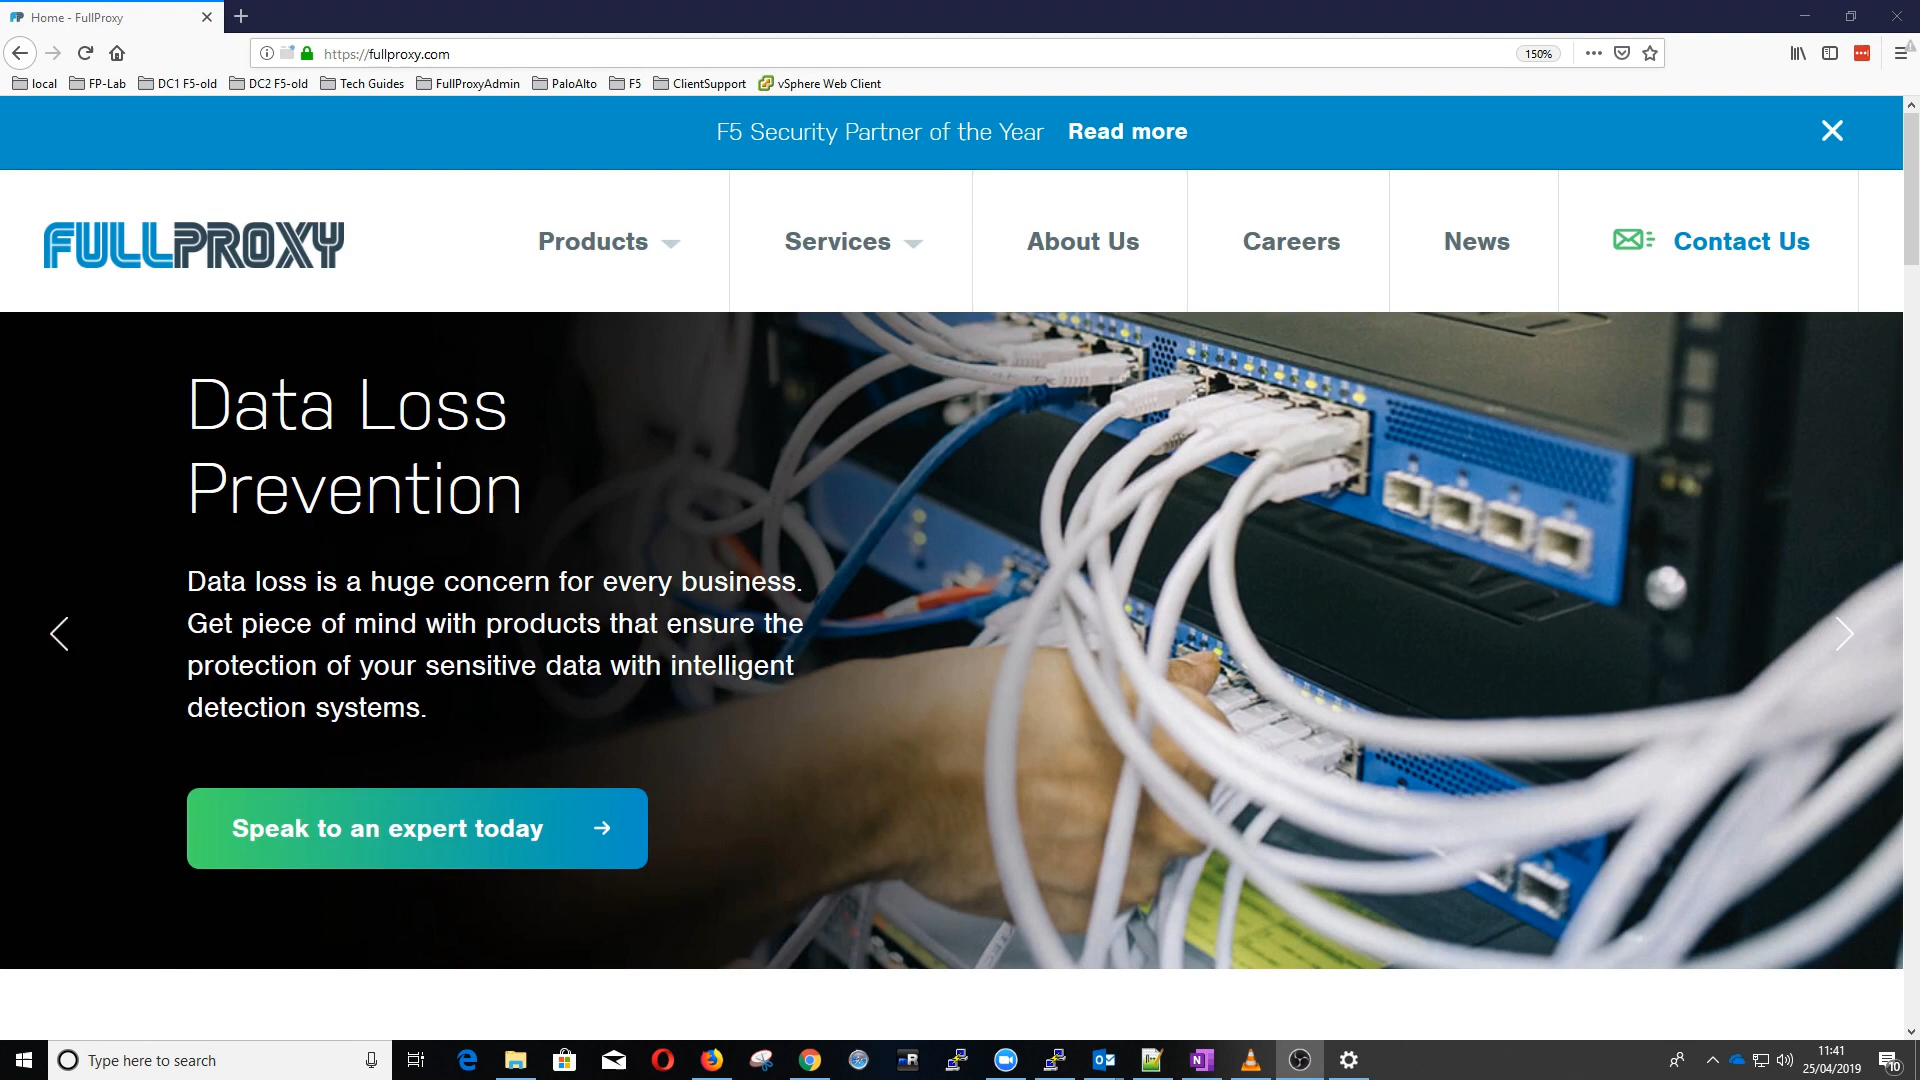 Home - FullProxy
https://fullproxy.com
150%
local FP-Lab DC1 F5-old DC2 F5-old Tech Guides FullProxyAdmin PaloAlto F5 ClientSupport vSphere Web Client
F5 Security Partner of the Year Read more
FULLPROXY
Products Services About Us Careers News Contact Us
Data Loss
Prevention
Data loss is a huge concern for every business.
Get piece of mind with products that ensure the
protection of your sensitive data with intelligent
detection systems.
Speak to an expert today
Type here to search
11:41
25/04/2019
10